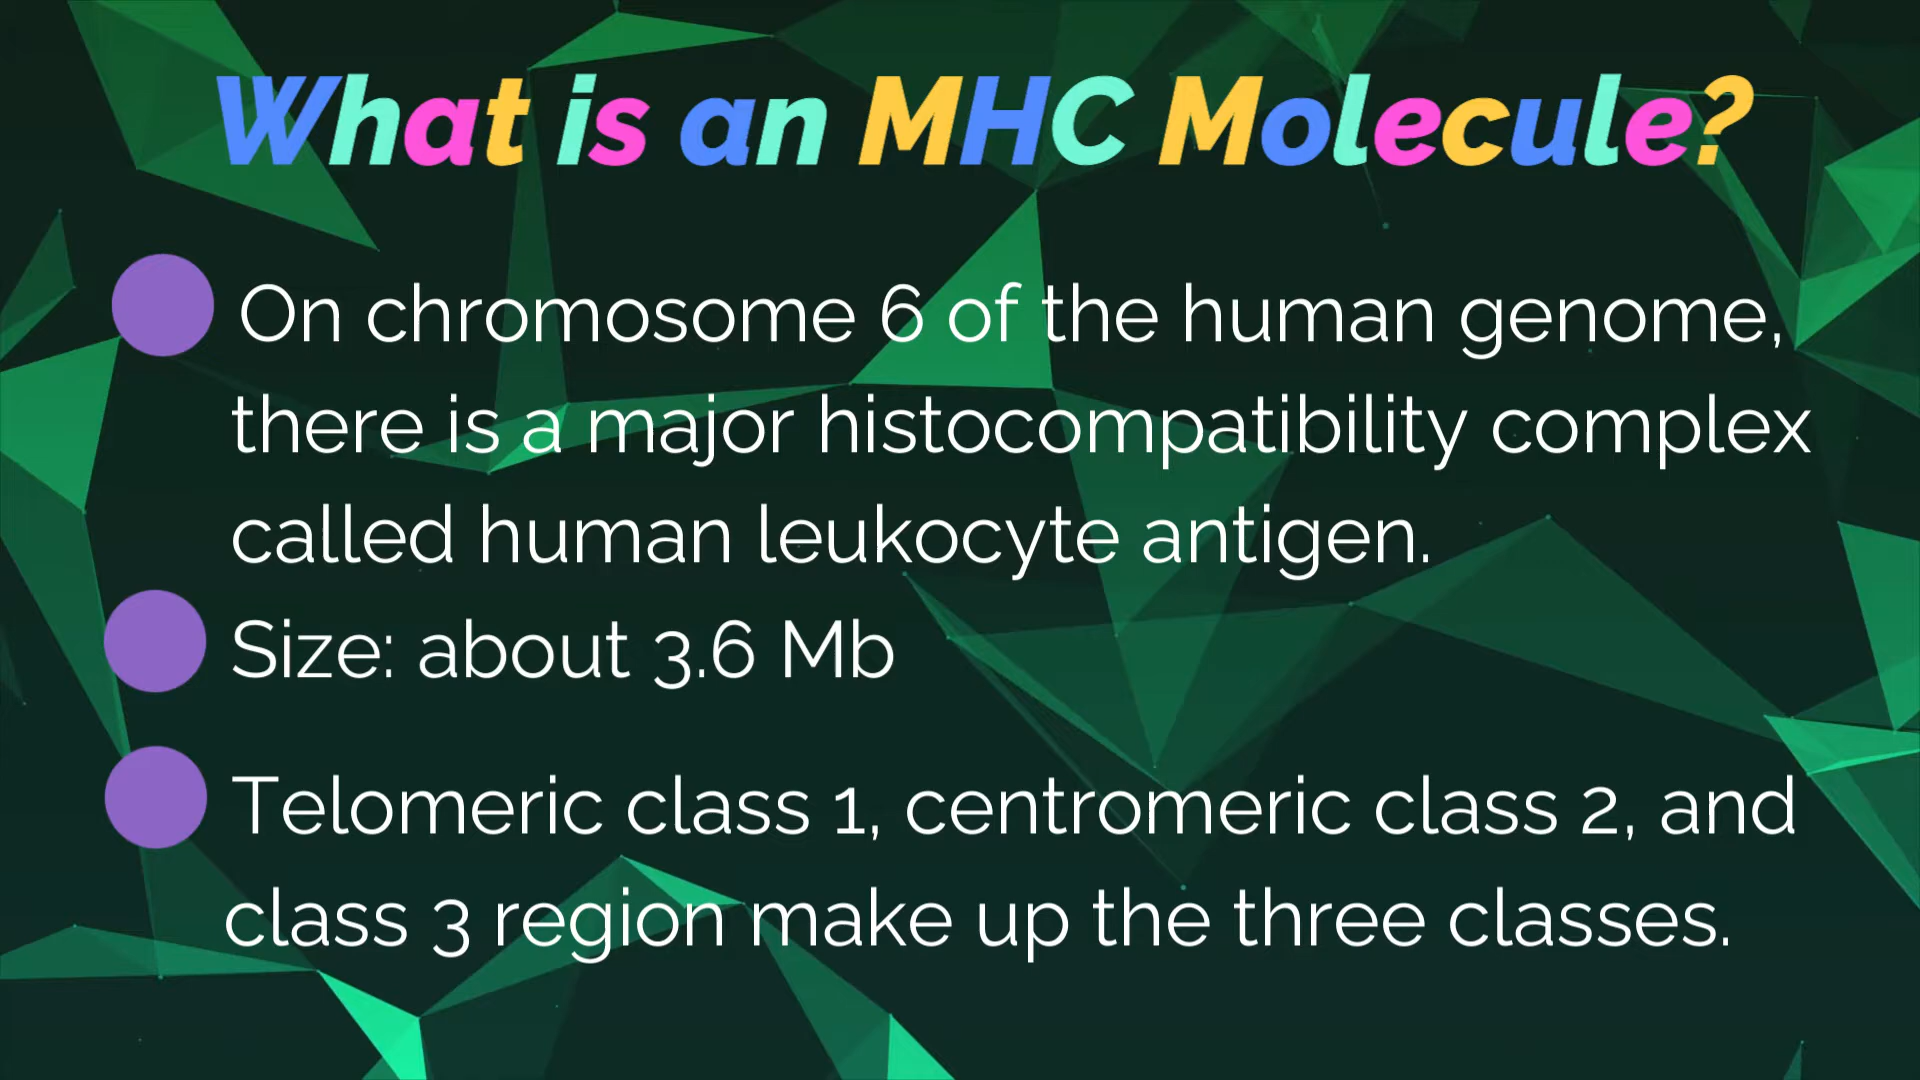 What is an MHC Molecule?
On chromosome 6 of the human genome,
there is a major histocompatibility complex
called human leukocyte antigen.
Size: about 3.6 Mb
Telomeric class 1, centromeric class 2, and
class 3 region make up the three classes.